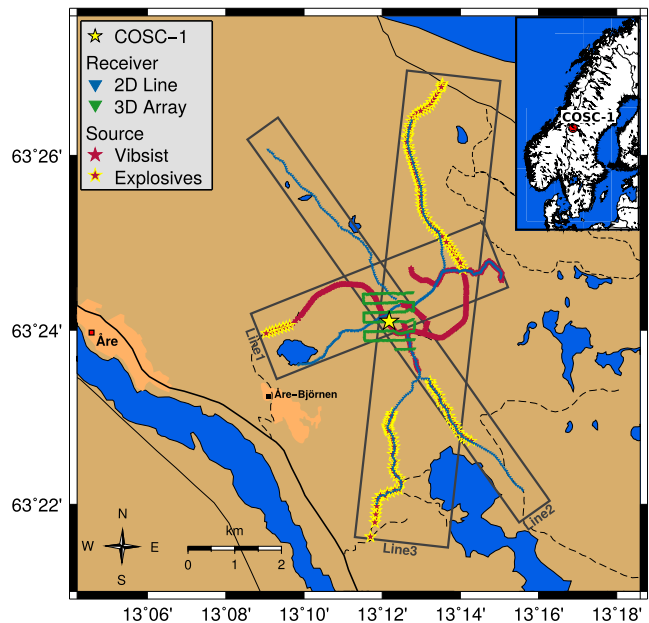 COSC−1
Receiver
2D Line
3D Array
Source
Vibsist
Explosives
COSC−1
63°26'
63°24'
63°22'
Åre
Åre−Björnen
Line1
Line2
Line3
N
W E
S
km
0 1 2
13°06' 13°08' 13°10' 13°12' 13°14' 13°16' 13°18'